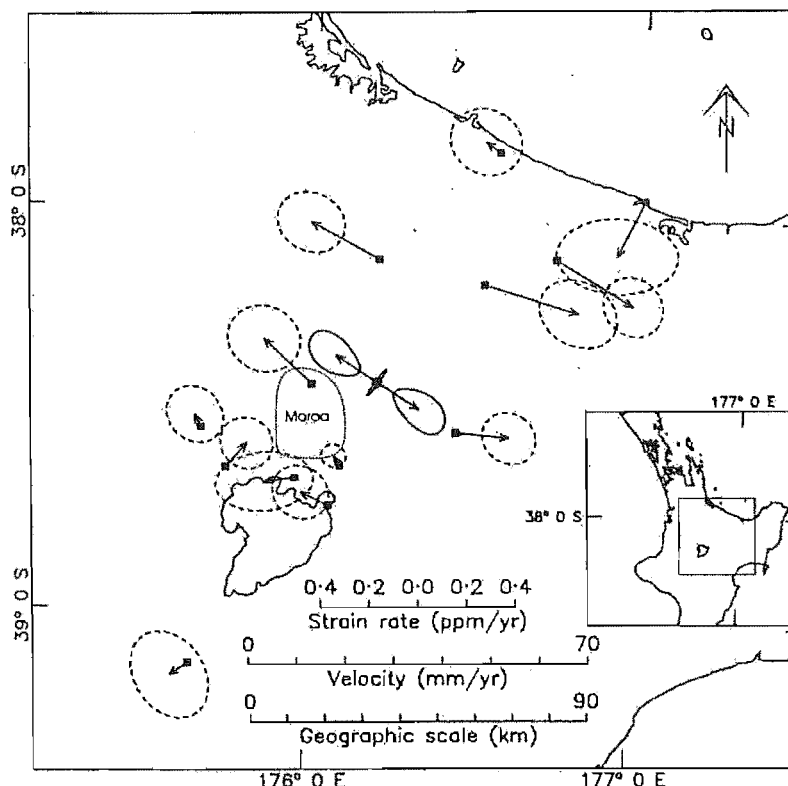 N
38° 0 S
Moroa
177° 0 E
38° 0 S
0·4 0·2 0·0 0·2 0·4
Strain rate (ppm/yr)
39° 0 S
0 70
Velocity (mm/yr)
0 90
Geographic scale (km)
176° 0 E 177° 0 E